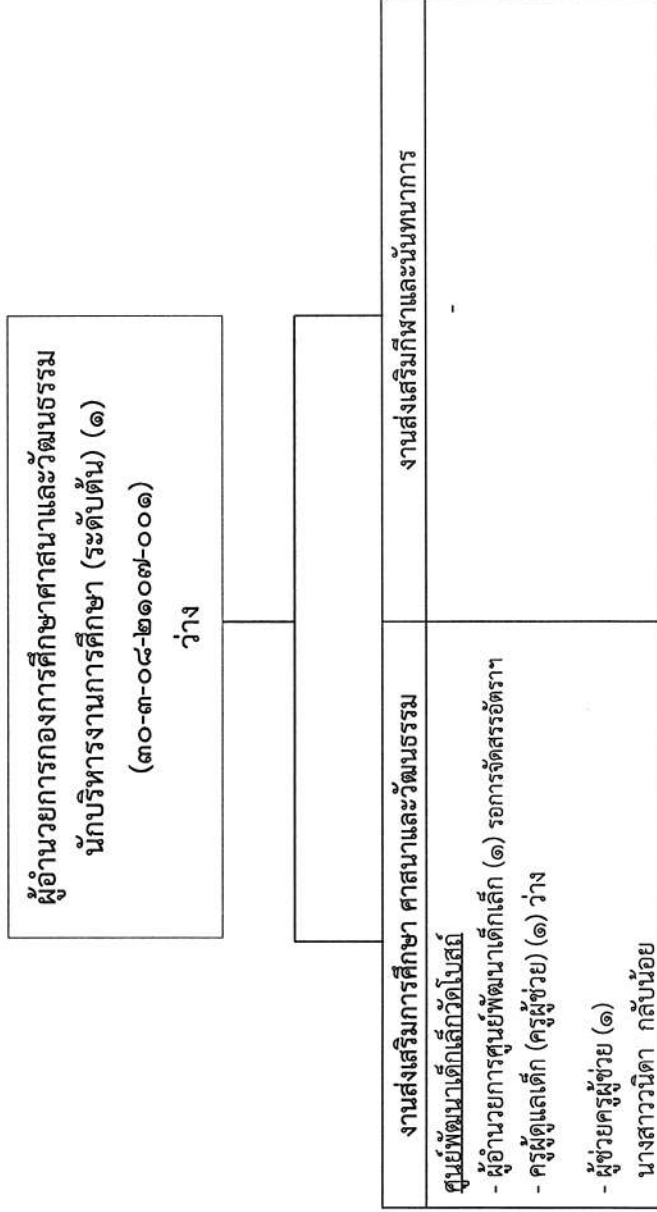 ผู้อำนวยการกองการศึกษาศาสนาและวัฒนธรรม
นักบริหารงานการศึกษา (ระดับต้น) (๑)
(๓๐-๓-๐๘-๒๑๐๗-๐๐๑)
ว่าง
งานส่งเสริมการศึกษา ศาสนาและวัฒนธรรม
ศูนย์พัฒนาเด็กเล็กวัดโบสถ์
- ผู้อำนวยการศูนย์พัฒนาเด็กเล็ก (๑) รอการจัดสรรอัตราฯ
- ครูผู้ดูแลเด็ก (ครูผู้ช่วย) (๑) ว่าง
- ผู้ช่วยครูผู้ช่วย (๑)
นางสาววนิดา กลับน้อย
งานส่งเสริมกีฬาและนันทนาการ
-